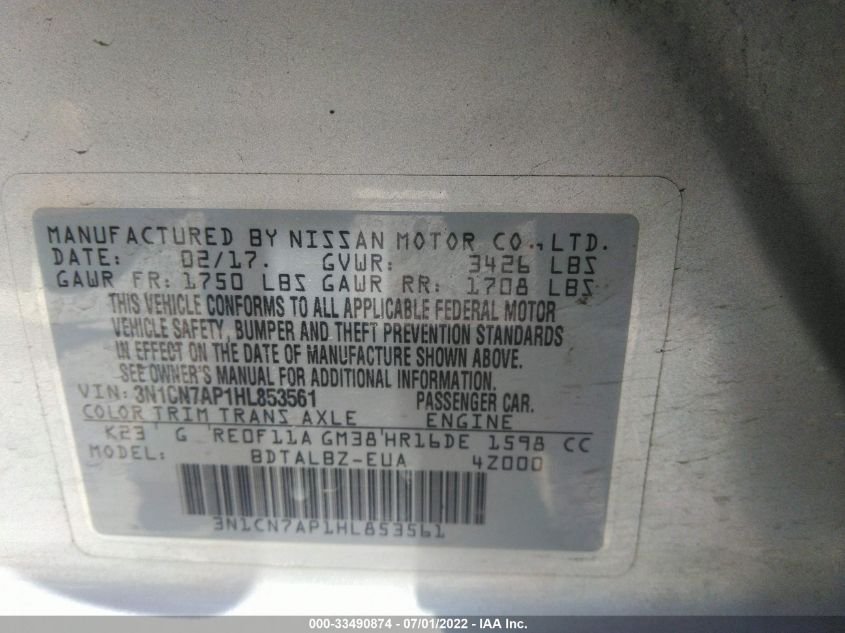 MANUFACTURED BY NISSAN MOTOR CO., LTD.
DATE: 02/17. GVWR: 3426 LBS
GAWR FR: 1750 LBS GAWR RR: 1708 LBS
THIS VEHICLE CONFORMS TO ALL APPLICABLE FEDERAL MOTOR
VEHICLE SAFETY, BUMPER AND THEFT PREVENTION STANDARDS
IN EFFECT ON THE DATE OF MANUFACTURE SHOWN ABOVE.
SEE OWNER'S MANUAL FOR ADDITIONAL INFORMATION.
VIN: 3N1CN7AP1HL853561 PASSENGER CAR.
COLOR TRIM TRANS AXLE ENGINE
K23 G RE0F11A GM38 HR16DE 1598 CC
BDTALBZ-EUA 4Z000
3N1CN7AP1HL853561
000-33490874 - 07/01/2022 - IAA Inc.